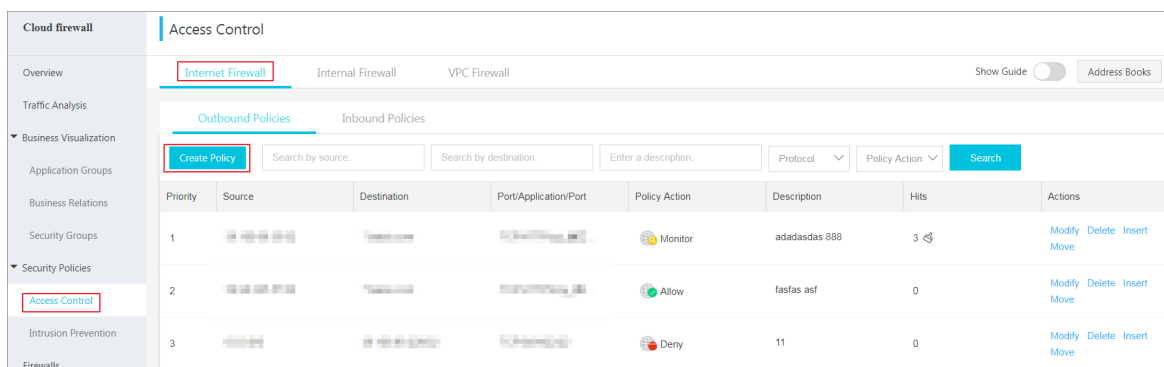 Cloud firewall
Access Control
Overview
Internet Firewall Internal Firewall VPC Firewall Show Guide Address Books
Traffic Analysis
Outbound Policies Inbound Policies
Business Visualization
Create Policy Search by source. Search by destination. Enter a description. Protocol Policy Action Search
Application Groups
Priority Source Destination Port/Application/Port Policy Action Description Hits Actions
Business Relations
Security Groups
1 Monitor adadasdas 888 3 Modify Delete Insert
Move
Security Policies
Access Control
2 Allow fasfas asf 0 Modify Delete Insert
Move
Intrusion Prevention
3 Deny 11 0 Modify Delete Insert
Move
Firewalls